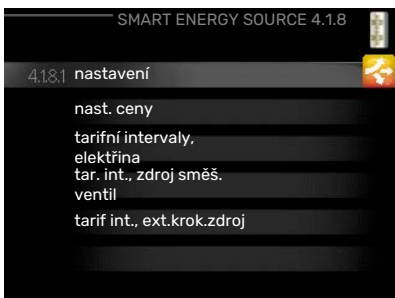 SMART ENERGY SOURCE 4.1.8
4.1.8.1 nastavení
nast. ceny
tarifní intervaly,
elektřina
tar. int., zdroj směš.
ventil
tarif int., ext.krok.zdroj